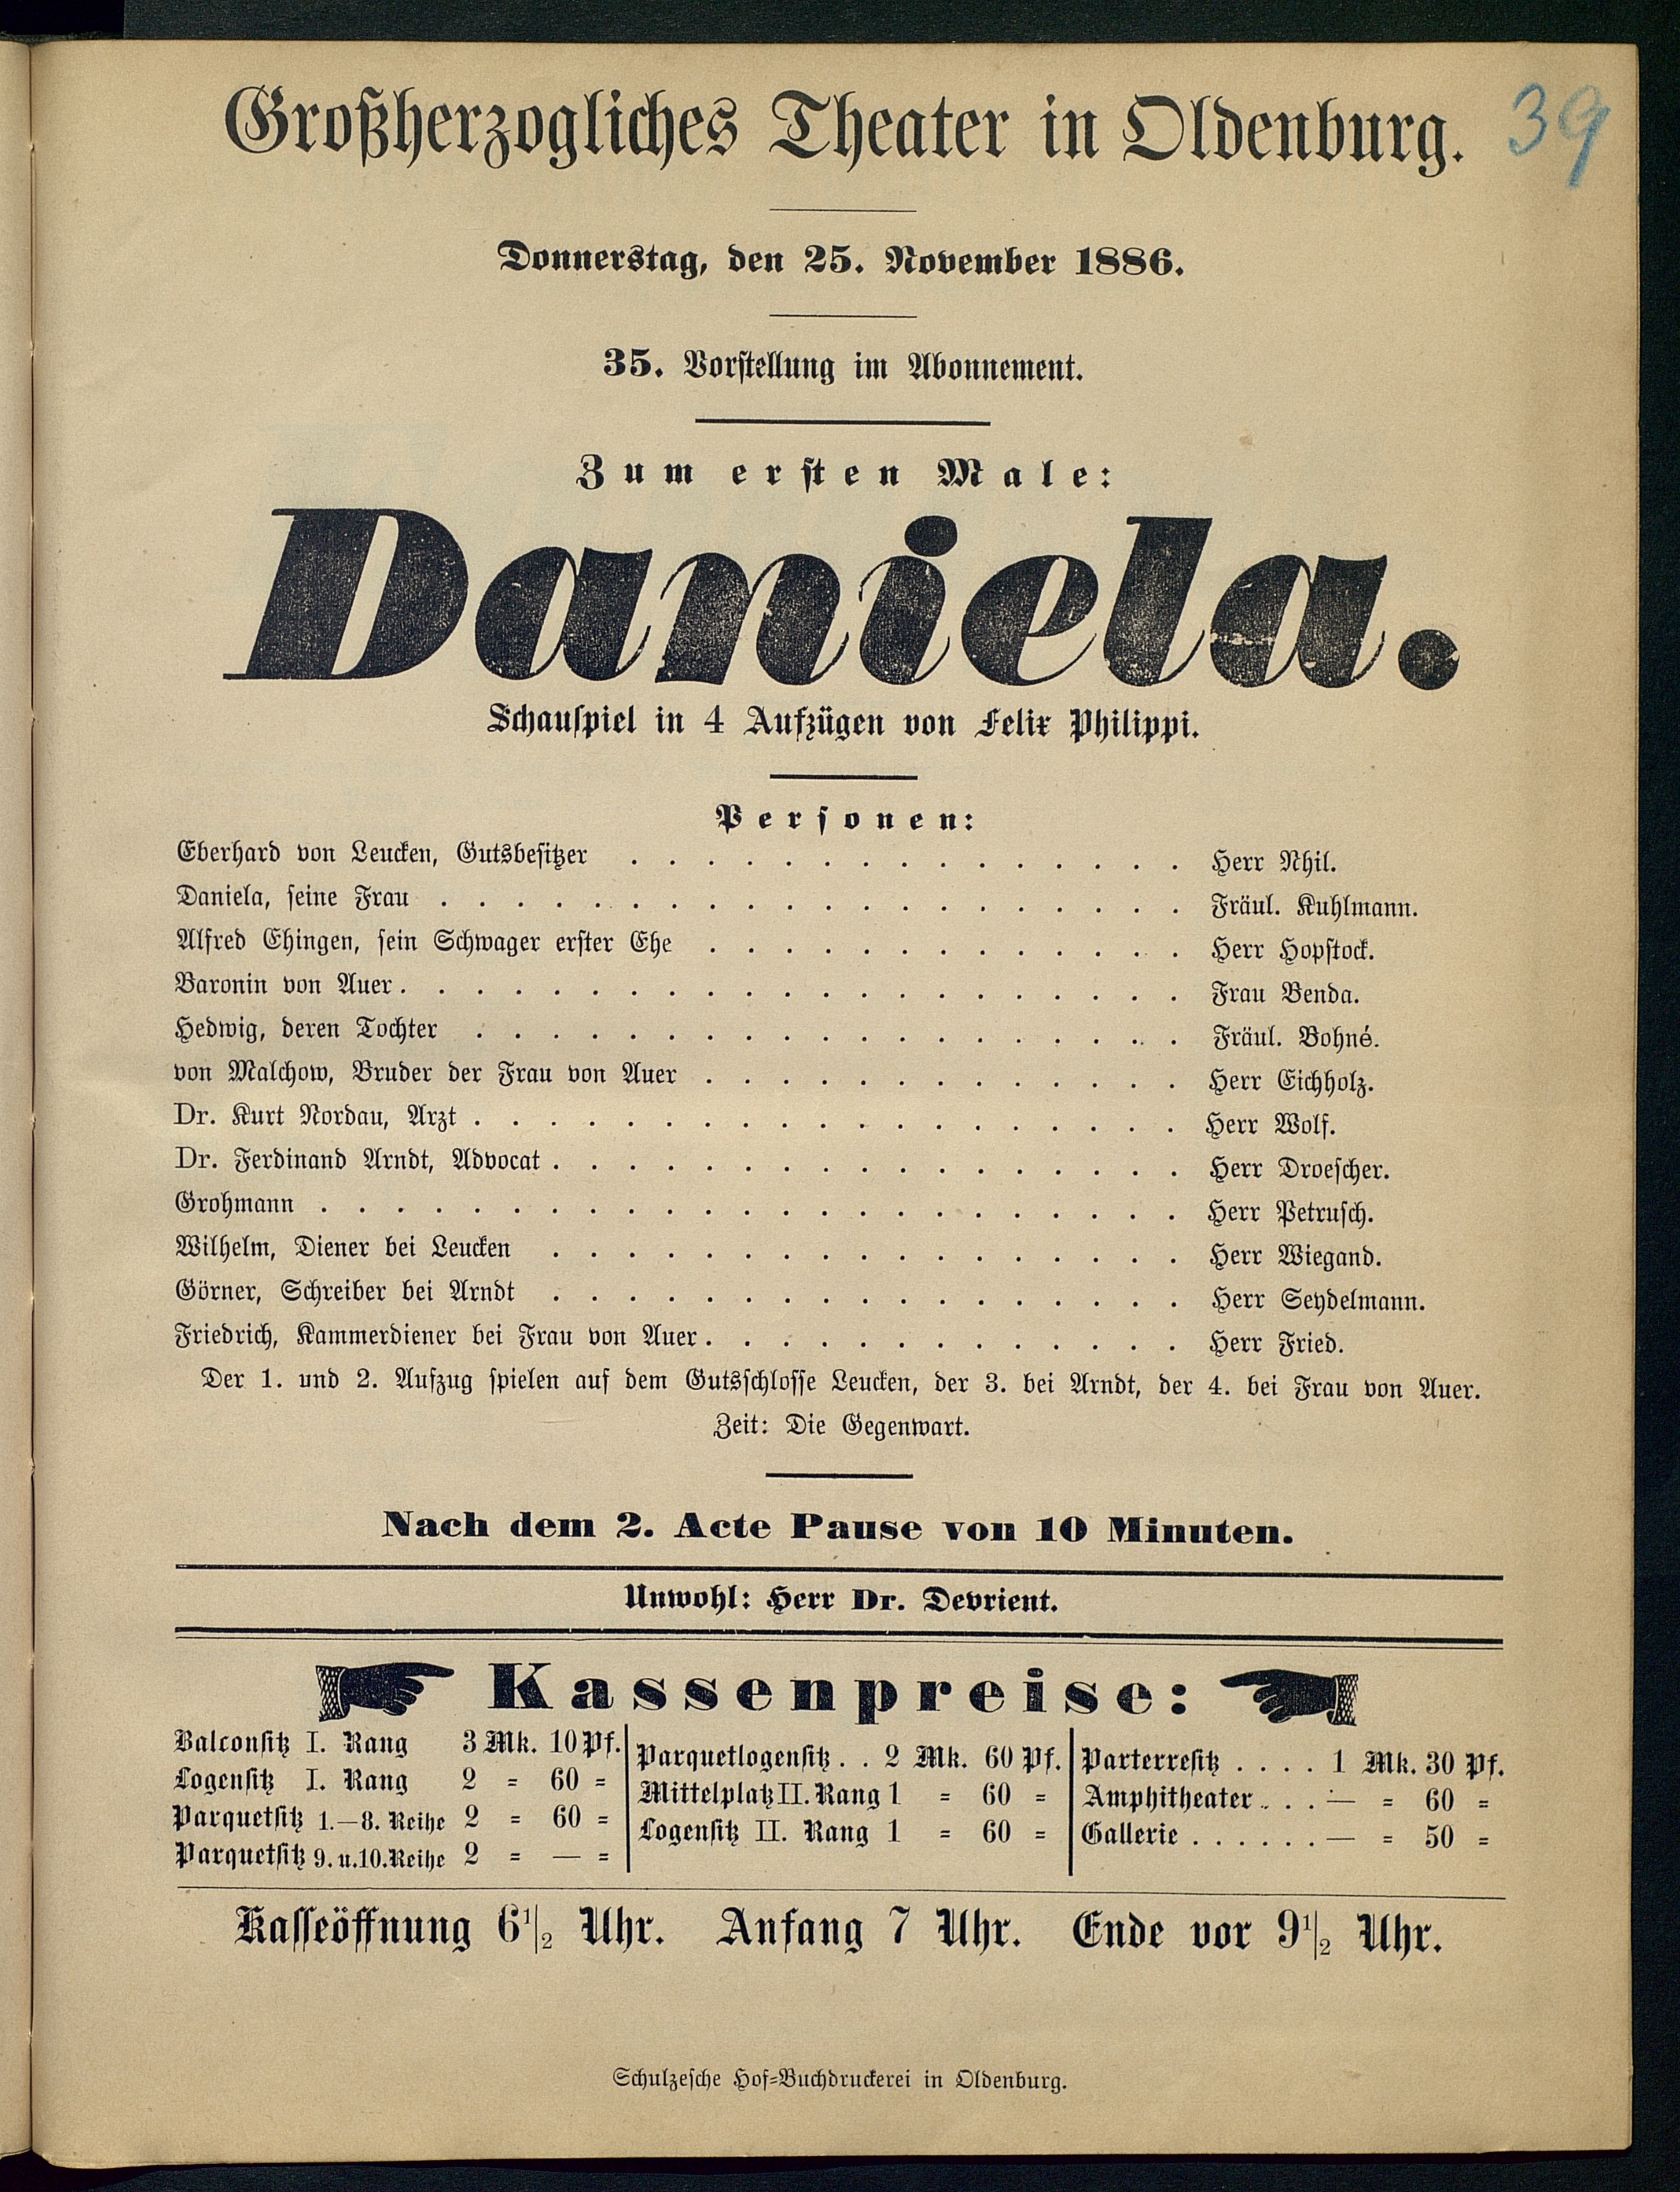 Großherzogliches Theater in Oldenburg. 39
Donnerstag, den 25. November 1886.
35. Vorstellung im Abonnement.
Zum ersten Male:
Daniela.
Schauspiel in 4 Aufzügen von Felix Philippi.
Personen:
Eberhard von Leucken, Gutsbesitzer . . . . . . . . . . . . . . . Herr Nhil.
Daniela, seine Frau . . . . . . . . . . . . . . . . . . . . Fräul. Kuhlmann.
Alfred Ehingen, sein Schwager erster Ehe . . . . . . . . . . . . . Herr Hopstock.
Baronin von Auer . . . . . . . . . . . . . . . . . . . . . Frau Benda.
Hedwig, deren Tochter . . . . . . . . . . . . . . . . . . . Fräul. Bohné.
von Malchow, Bruder der Frau von Auer . . . . . . . . . . . . . Herr Eichholz.
Dr. Kurt Nordau, Arzt . . . . . . . . . . . . . . . . . . . Herr Wolf.
Dr. Ferdinand Arndt, Advocat . . . . . . . . . . . . . . . . . Herr Droescher.
Grohmann . . . . . . . . . . . . . . . . . . . . . . . Herr Petrusch.
Wilhelm, Diener bei Leucken . . . . . . . . . . . . . . . . . Herr Wiegand.
Görner, Schreiber bei Arndt . . . . . . . . . . . . . . . . . Herr Seydelmann.
Friedrich, Kammerdiener bei Frau von Auer . . . . . . . . . . . . . Herr Fried.
Der 1. und 2. Aufzug spielen auf dem Gutsschlosse Leucken, der 3. bei Arndt, der 4. bei Frau von Auer.
Zeit: Die Gegenwart.
Nach dem 2. Acte Pause von 10 Minuten.
Unwohl: Herr Dr. Devrient.
Kassenpreise:
Balconsitz I. Rang 3 Mk. 10 Pf.
Logensitz I. Rang 2 = 60 =
Parquetsitz 1.—8. Reihe 2 = 60 =
Parquetsitz 9. u. 10. Reihe 2 = — =
Parquetlogensitz . . 2 Mk. 60 Pf.
Mittelplatz II. Rang 1 = 60 =
Logensitz II. Rang 1 = 60 =
Parterresitz . . . . 1 Mk. 30 Pf.
Amphitheater . . . — = 60 =
Gallerie . . . . . . — = 50 =
Kasseöffnung 6 1/2 Uhr. Anfang 7 Uhr. Ende vor 9 1/2 Uhr.
Schulzesche Hof=Buchdruckerei in Oldenburg.